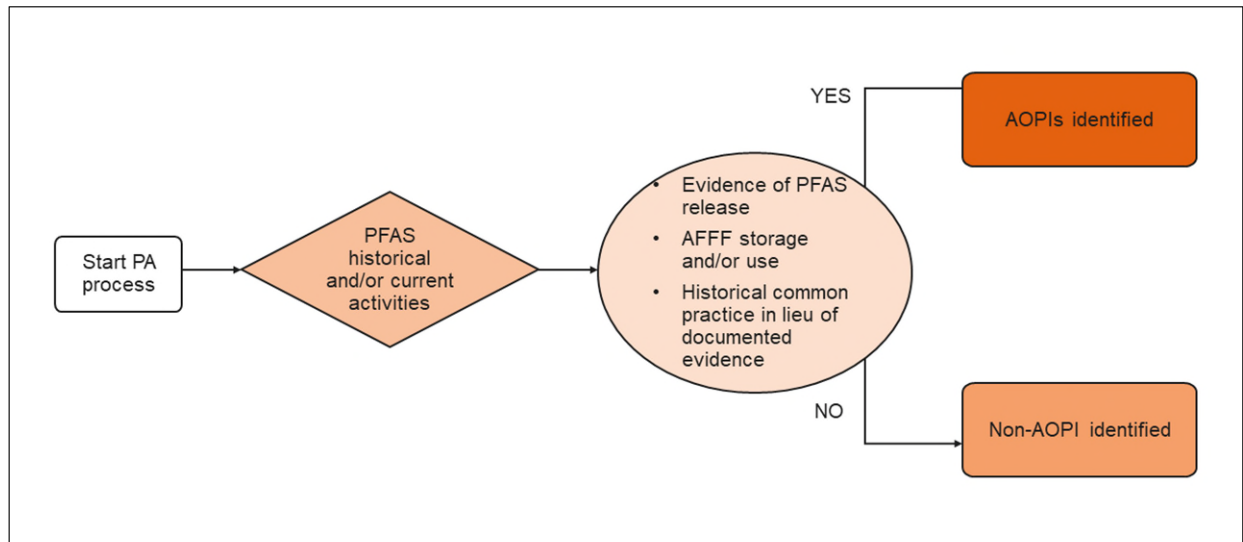 Start PA
process
PFAS
historical
and/or current
activities
• Evidence of PFAS
release
• AFFF storage
and/or use
• Historical common
practice in lieu of
documented
evidence
YES
AOPIs identified
NO
Non-AOPI identified